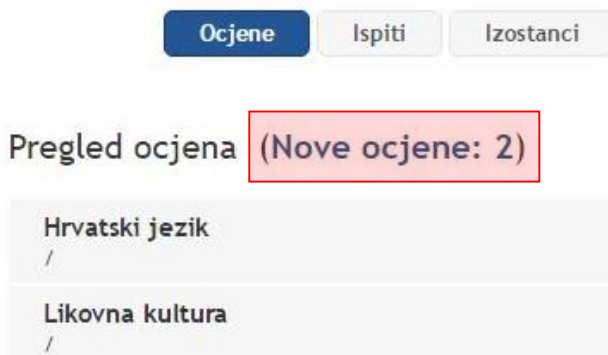 Ocjene Ispiti Izostanci
Pregled ocjena (Nove ocjene: 2)
Hrvatski jezik
/
Likovna kultura
/